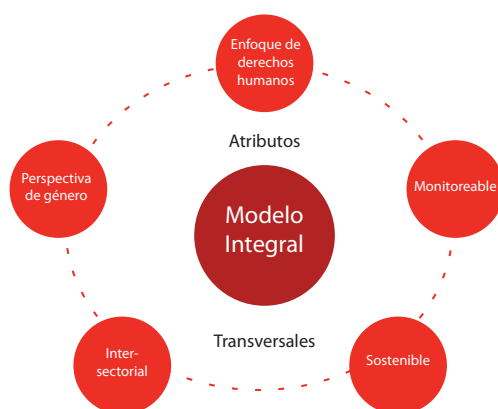 Enfoque de
derechos
humanos
Atributos
Perspectiva
de género
Monitoreable
Modelo
Integral
Transversales
Inter-
sectorial
Sostenible